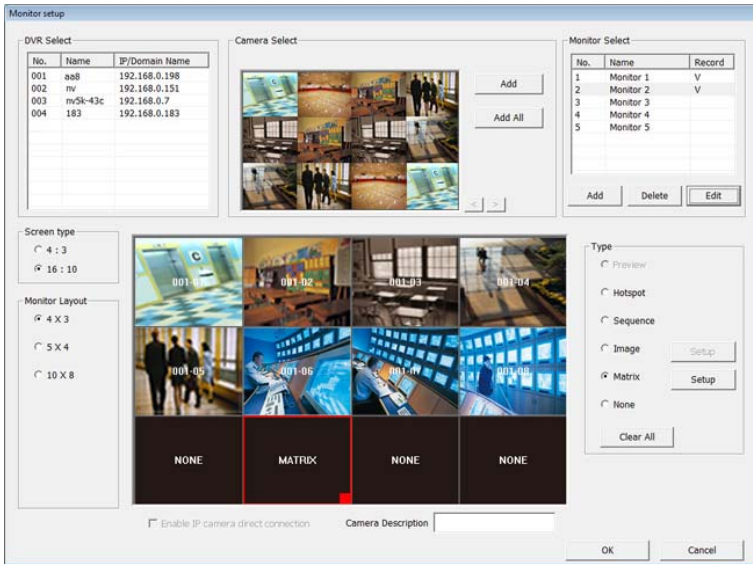 Monitor setup
DVR Select
No. Name IP/Domain Name
001 aa8 192.168.0.198
002 nv 192.168.0.151
003 nv5k-43c 192.168.0.7
004 183 192.168.0.183
Camera Select
Add
Add All
< >
Monitor Select
No. Name Record
1 Monitor 1 V
2 Monitor 2 V
3 Monitor 3
4 Monitor 4
5 Monitor 5
Add Delete Edit
Screen type
4 : 3
16 : 10
Monitor Layout
4 X 3
5 X 4
10 X 8
001-01 001-02 001-03 001-04
001-05 001-06 001-07 001-08
NONE MATRIX NONE NONE
Type
Preview
Hotspot
Sequence
Image Setup
Matrix Setup
None
Clear All
Enable IP camera direct connection Camera Description
OK Cancel